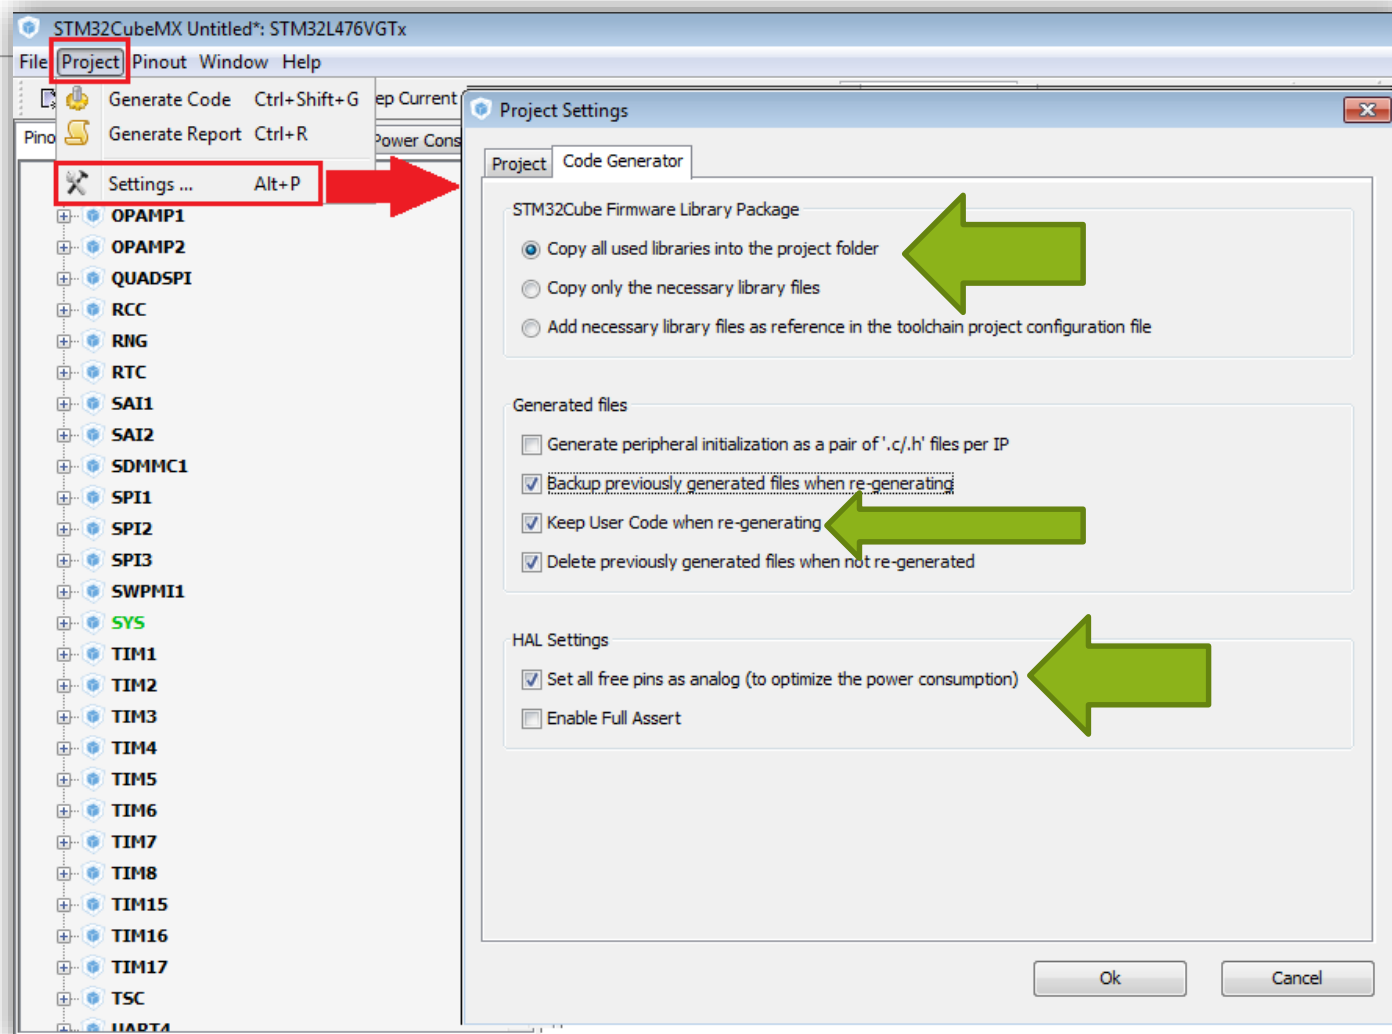 STM32CubeMX Untitled*: STM32L476VGTx
File Project Pinout Window Help
Generate Code Ctrl+Shift+G
ep Current
Generate Report Ctrl+R
Pino
Power Cons
Settings ... Alt+P
OPAMP1
OPAMP2
QUADSPI
RCC
RNG
RTC
SAI1
SAI2
SDMMC1
SPI1
SPI2
SPI3
SWPMI1
SYS
TIM1
TIM2
TIM3
TIM4
TIM5
TIM6
TIM7
TIM8
TIM15
TIM16
TIM17
TSC
UART4
Project Settings
Project Code Generator
STM32Cube Firmware Library Package
Copy all used libraries into the project folder
Copy only the necessary library files
Add necessary library files as reference in the toolchain project configuration file
Generated files
Generate peripheral initialization as a pair of '.c/.h' files per IP
Backup previously generated files when re-generating
Keep User Code when re-generating
Delete previously generated files when not re-generated
HAL Settings
Set all free pins as analog (to optimize the power consumption)
Enable Full Assert
Ok Cancel